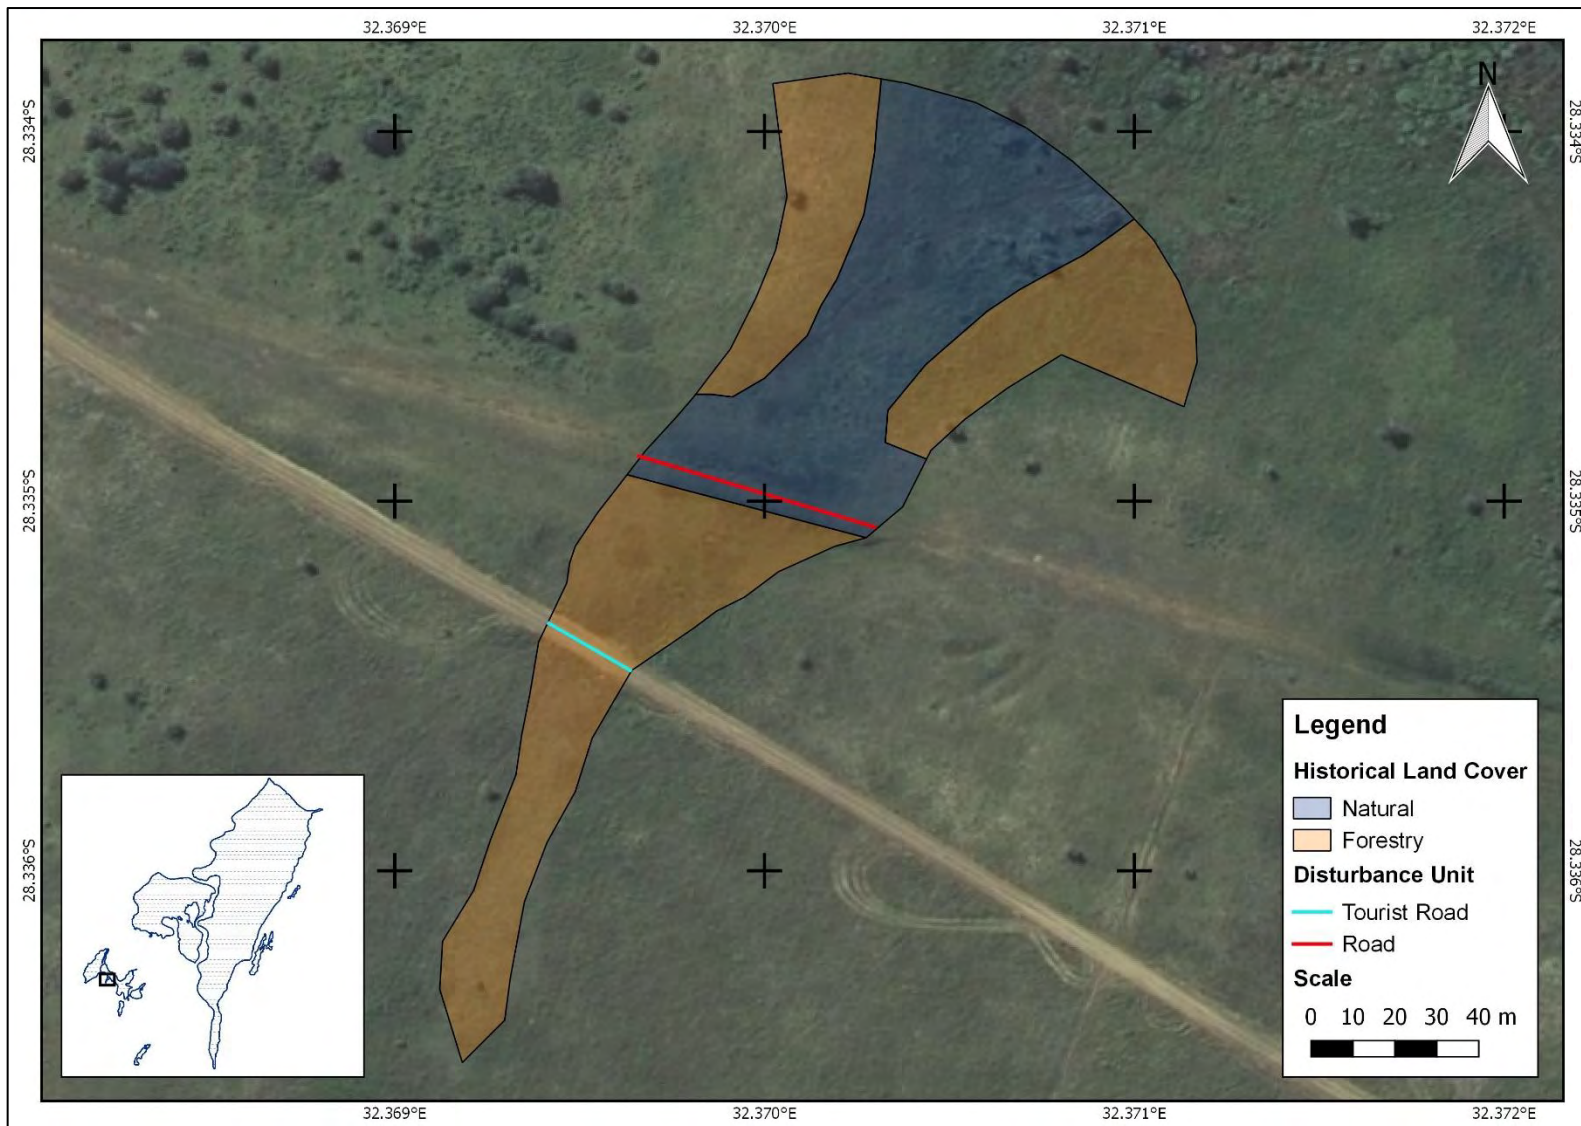 32.369°E 32.370°E 32.371°E 32.372°E
N
28.334°S 28.334°S
28.335°S 28.335°S
28.336°S 28.336°S
Legend
Historical Land Cover
Natural
Forestry
Disturbance Unit
Tourist Road
Road
Scale
0 10 20 30 40 m
32.369°E 32.370°E 32.371°E 32.372°E